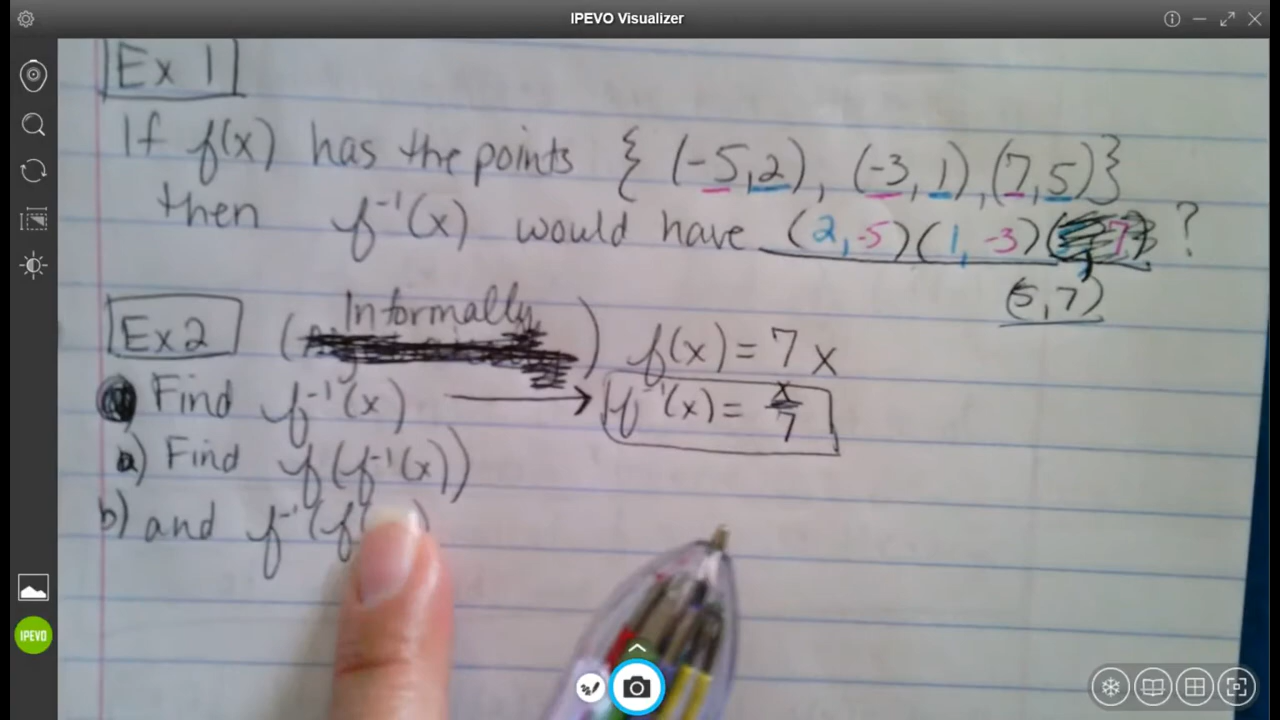 IPEVO Visualizer
Ex 1
If f(x) has the points { (-5,2), (-3,1), (7,5)}
then f⁻¹(x) would have (2,-5)(1,-3) ?
(5,7)
Ex 2 (Informally) f(x) = 7x
Find f⁻¹(x) → f⁻¹(x) = x/7
a) Find f(f⁻¹(x))
b) and f⁻¹(f
IPEVO